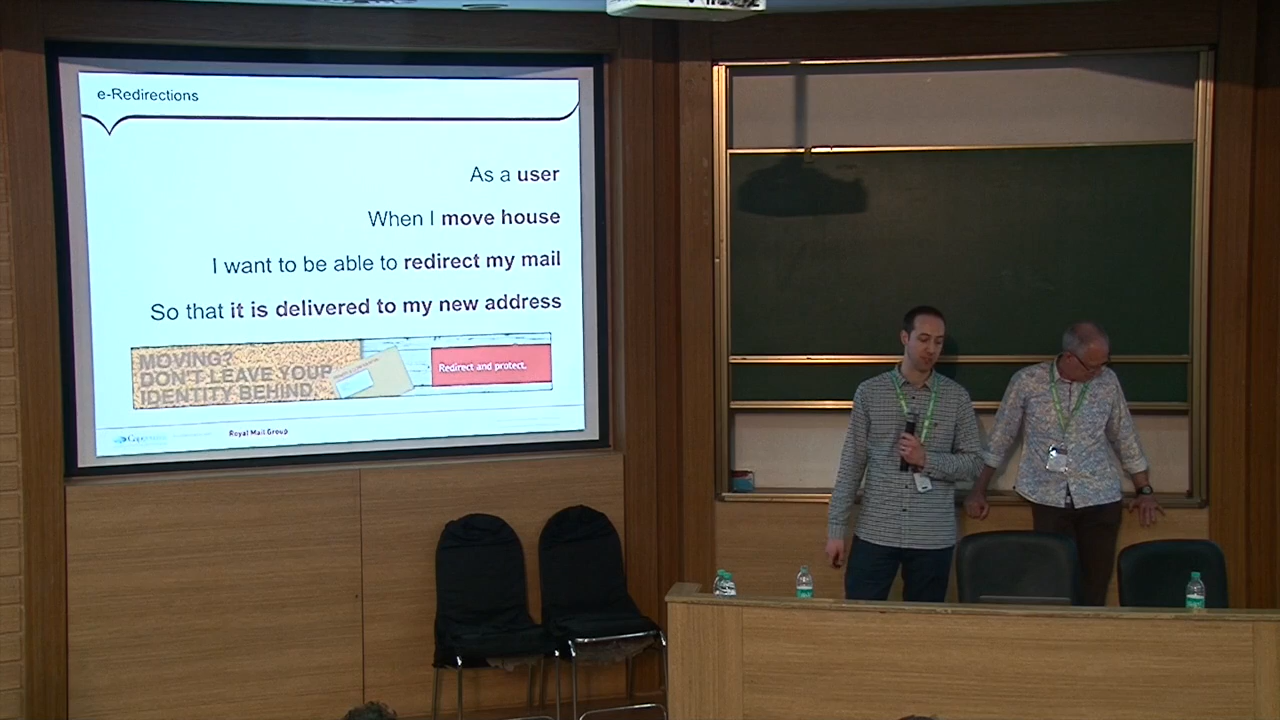 e-Redirections
As a user
When I move house
I want to be able to redirect my mail
So that it is delivered to my new address
MOVING?
DON'T LEAVE YOUR
IDENTITY BEHIND.
Redirect and protect.
Royal Mail Group